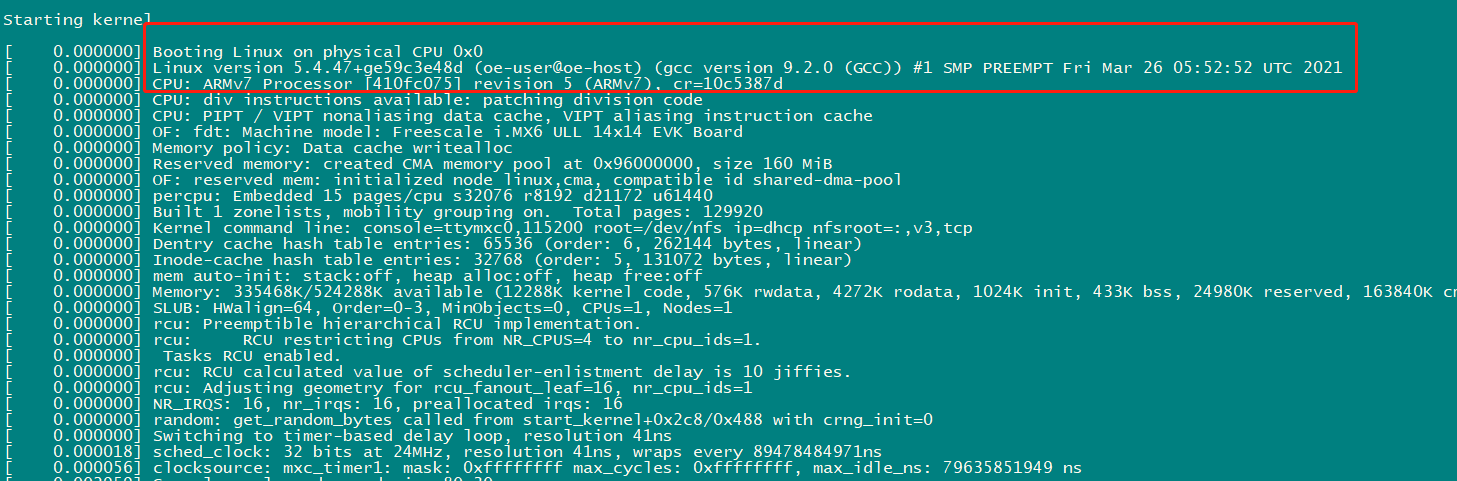 Starting kernel
[    0.000000] Booting Linux on physical CPU 0x0
[    0.000000] Linux version 5.4.47+ge59c3e48d (oe-user@oe-host) (gcc version 9.2.0 (GCC)) #1 SMP PREEMPT Fri Mar 26 05:52:52 UTC 2021
[    0.000000] CPU: ARMv7 Processor [410fc075] revision 5 (ARMv7), cr=10c5387d
[    0.000000] CPU: div instructions available: patching division code
[    0.000000] CPU: PIPT / VIPT nonaliasing data cache, VIPT aliasing instruction cache
[    0.000000] OF: fdt: Machine model: Freescale i.MX6 ULL 14x14 EVK Board
[    0.000000] Memory policy: Data cache writealloc
[    0.000000] Reserved memory: created CMA memory pool at 0x96000000, size 160 MiB
[    0.000000] OF: reserved mem: initialized node linux,cma, compatible id shared-dma-pool
[    0.000000] percpu: Embedded 15 pages/cpu s32076 r8192 d21172 u61440
[    0.000000] Built 1 zonelists, mobility grouping on.  Total pages: 129920
[    0.000000] Kernel command line: console=ttymxc0,115200 root=/dev/nfs ip=dhcp nfsroot=:,v3,tcp
[    0.000000] Dentry cache hash table entries: 65536 (order: 6, 262144 bytes, linear)
[    0.000000] Inode-cache hash table entries: 32768 (order: 5, 131072 bytes, linear)
[    0.000000] mem auto-init: stack:off, heap alloc:off, heap free:off
[    0.000000] Memory: 335468K/524288K available (12288K kernel code, 576K rwdata, 4272K rodata, 1024K init, 433K bss, 24980K reserved, 163840K
[    0.000000] SLUB: HWalign=64, Order=0-3, MinObjects=0, CPUs=1, Nodes=1
[    0.000000] rcu: Preemptible hierarchical RCU implementation.
[    0.000000] rcu:     RCU restricting CPUs from NR_CPUS=4 to nr_cpu_ids=1.
[    0.000000]  Tasks RCU enabled.
[    0.000000] rcu: RCU calculated value of scheduler-enlistment delay is 10 jiffies.
[    0.000000] rcu: Adjusting geometry for rcu_fanout_leaf=16, nr_cpu_ids=1
[    0.000000] NR_IRQS: 16, nr_irqs: 16, preallocated irqs: 16
[    0.000000] random: get_random_bytes called from start_kernel+0x2c8/0x488 with crng_init=0
[    0.000000] Switching to timer-based delay loop, resolution 41ns
[    0.000018] sched_clock: 32 bits at 24MHz, resolution 41ns, wraps every 89478484971ns
[    0.000056] clocksource: mxc_timer1: mask: 0xffffffff max_cycles: 0xffffffff, max_idle_ns: 79635851949 ns